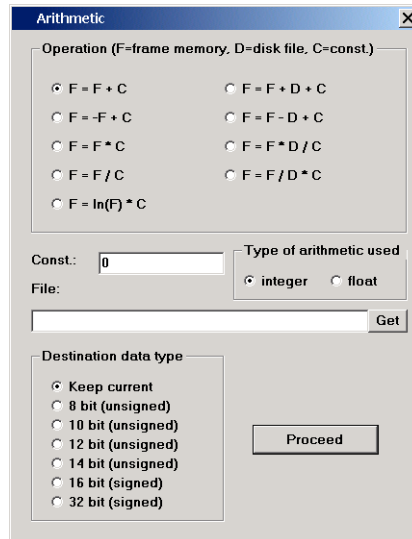 Arithmetic
Operation (F=frame memory, D=disk file, C=const.)
F = F + C
F = F + D + C
F = -F + C
F = F - D + C
F = F * C
F = F * D / C
F = F / C
F = F / D * C
F = ln(F) * C
Const.: 0
Type of arithmetic used
integer float
File:
Get
Destination data type
Keep current
8 bit (unsigned)
10 bit (unsigned)
12 bit (unsigned)
14 bit (unsigned)
16 bit (signed)
32 bit (signed)
Proceed